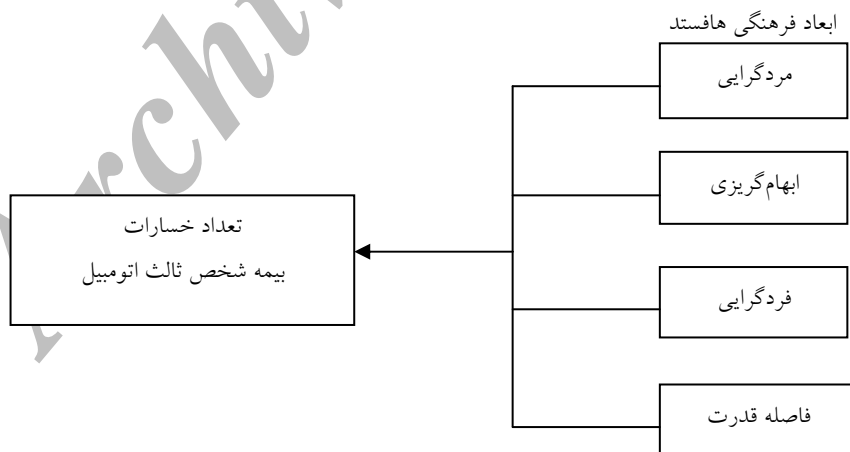 ابعاد فرهنگی هافستد
مردگرایی
ابهام‌گریزی
فردگرایی
فاصله قدرت
تعداد خسارات
بیمه شخص ثالث اتومبیل